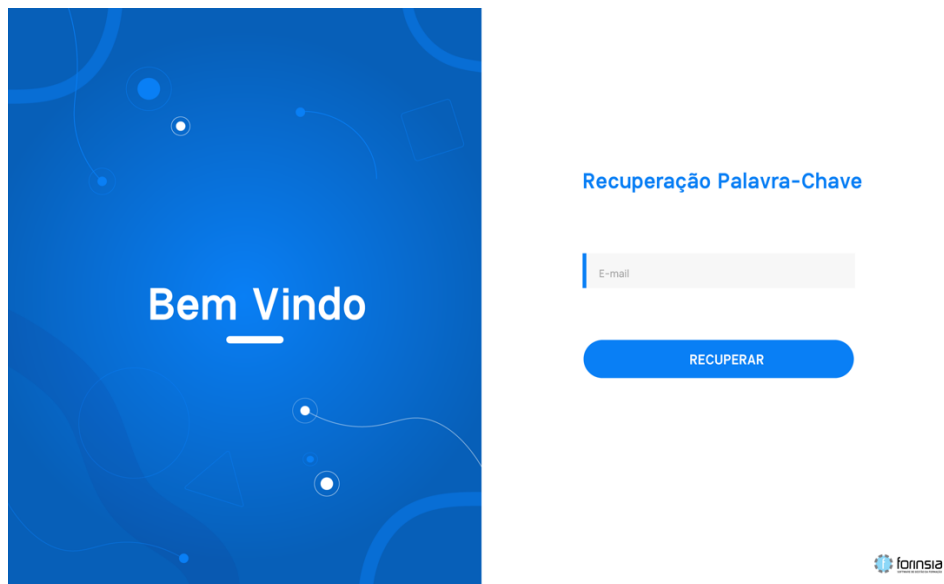 Bem Vindo
Recuperação Palavra-Chave
E-mail
RECUPERAR
forinsia